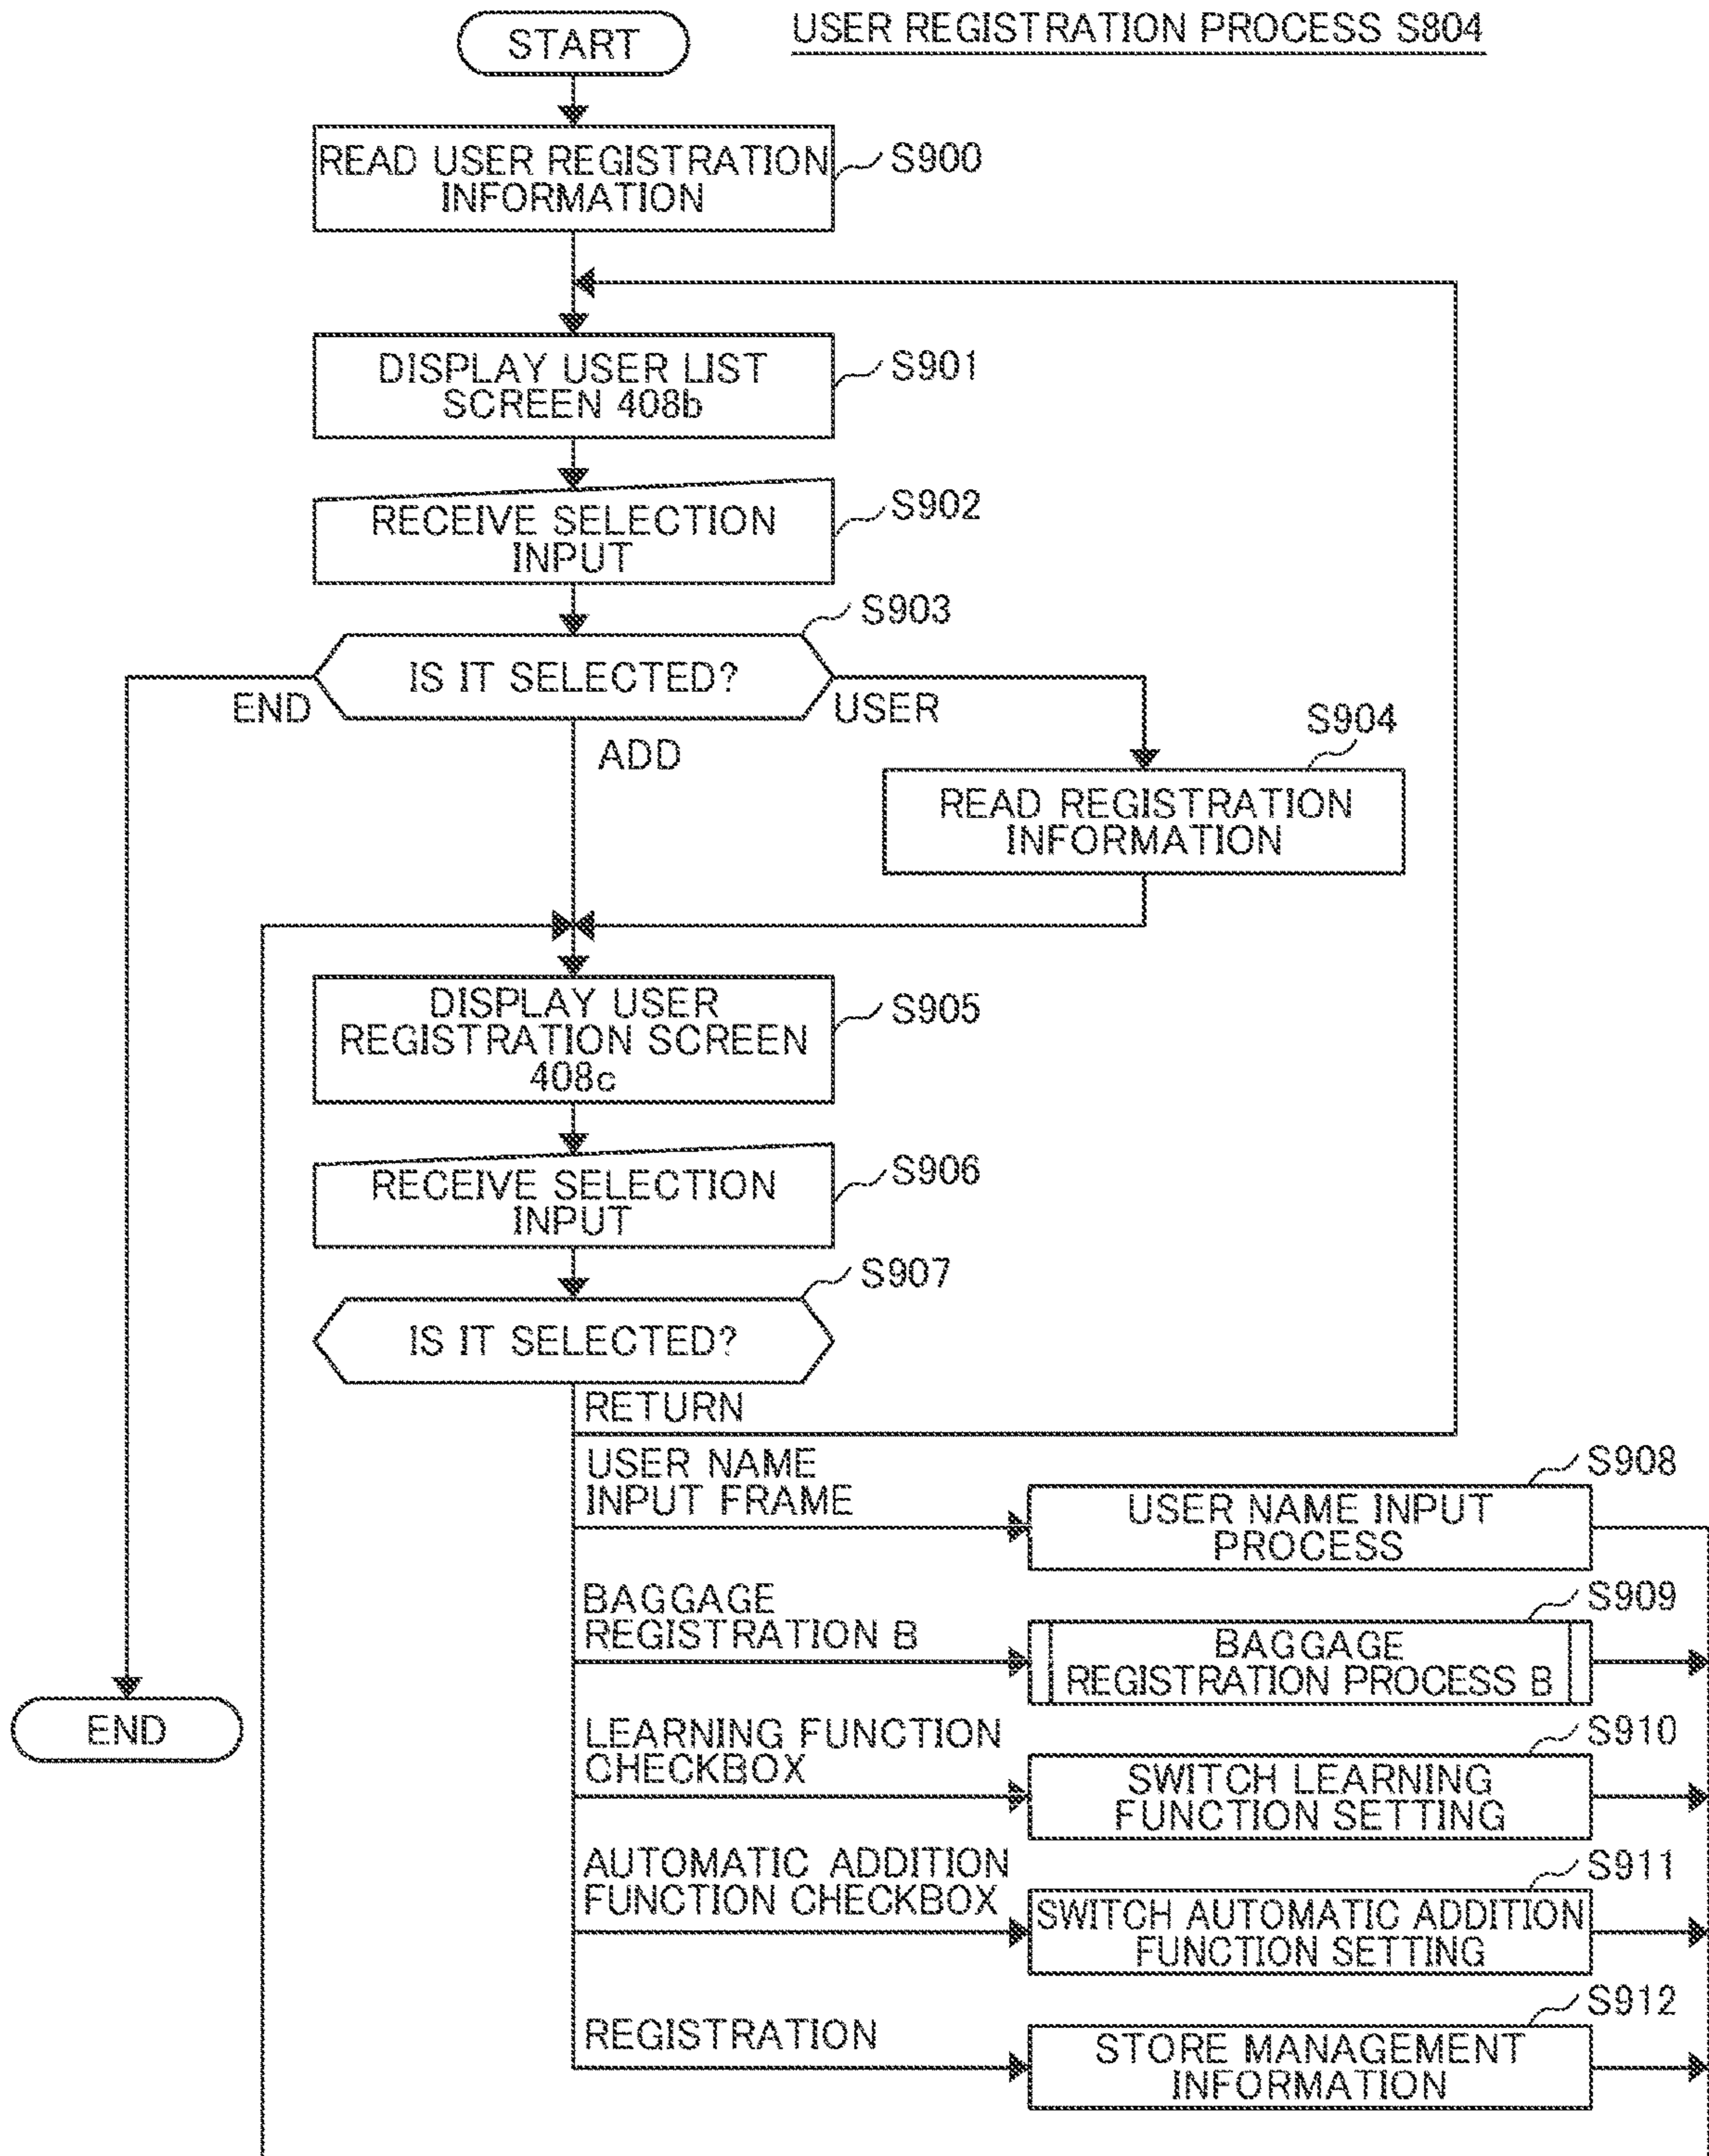 USER REGISTRATION PROCESS S804
START
READ USER REGISTRATION
INFORMATION
S900
DISPLAY USER LIST
SCREEN 408b
S901
RECEIVE SELECTION
INPUT
S902
IS IT SELECTED?
S903
END
USER
ADD
S904
READ REGISTRATION
INFORMATION
DISPLAY USER
REGISTRATION SCREEN
408c
S905
RECEIVE SELECTION
INPUT
S906
IS IT SELECTED?
S907
RETURN
USER NAME
INPUT FRAME
USER NAME INPUT
PROCESS
S908
BAGGAGE
REGISTRATION B
BAGGAGE
REGISTRATION PROCESS B
S909
END
LEARNING FUNCTION
CHECKBOX
SWITCH LEARNING
FUNCTION SETTING
S910
AUTOMATIC ADDITION
FUNCTION CHECKBOX
SWITCH AUTOMATIC ADDITION
FUNCTION SETTING
S911
REGISTRATION
STORE MANAGEMENT
INFORMATION
S912